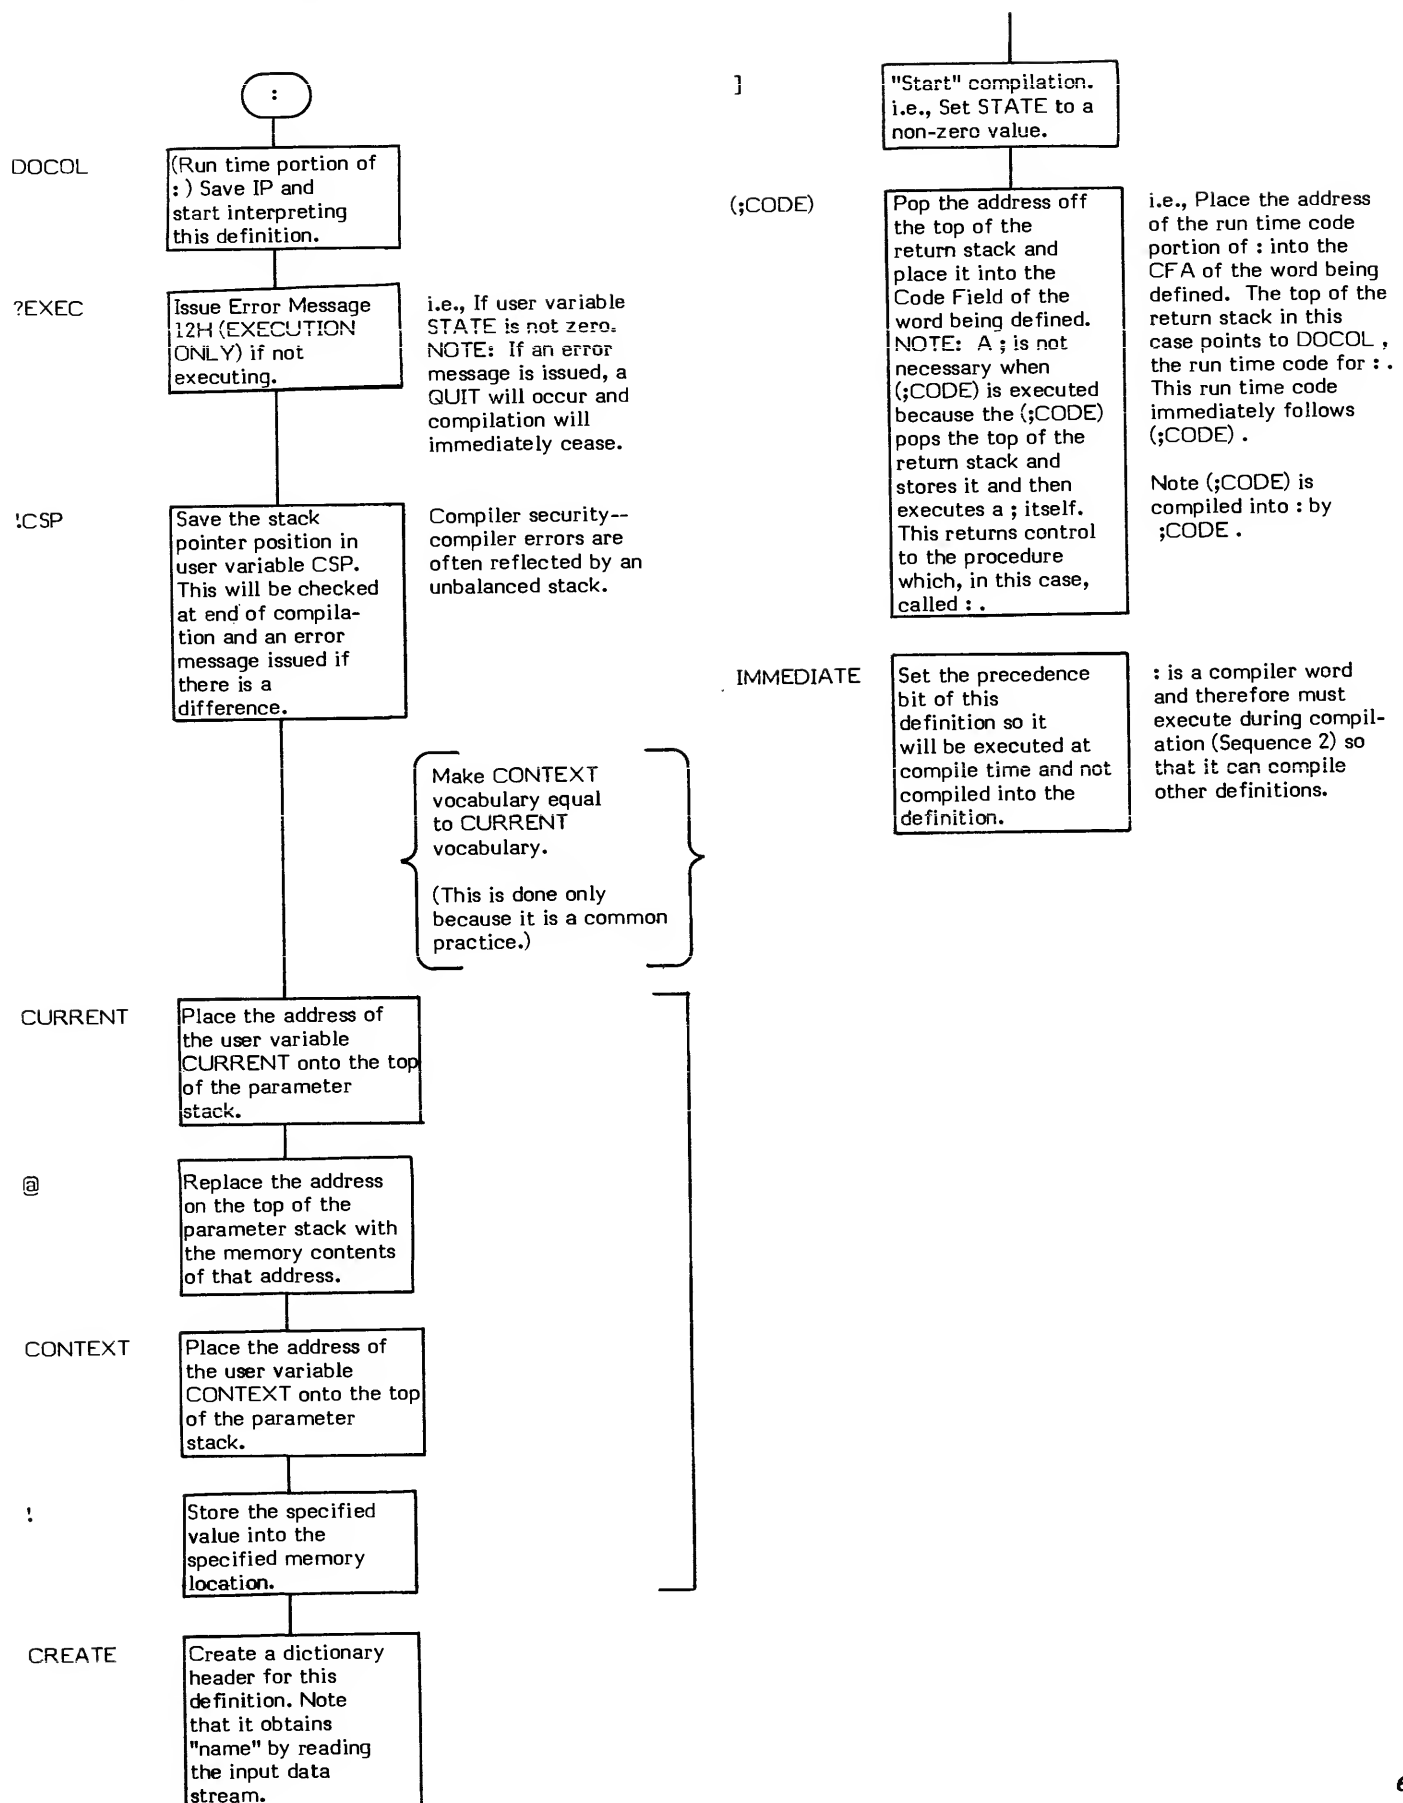 :
DOCOL
(Run time portion of
: ) Save IP and
start interpreting
this definition.
?EXEC
Issue Error Message
12H (EXECUTION
ONLY) if not
executing.
i.e., If user variable
STATE is not zero.
NOTE: If an error
message is issued, a
QUIT will occur and
compilation will
immediately cease.
!CSP
Save the stack
pointer position in
user variable CSP.
This will be checked
at end of compila-
tion and an error
message issued if
there is a
difference.
Compiler security--
compiler errors are
often reflected by an
unbalanced stack.
Make CONTEXT
vocabulary equal
to CURRENT
vocabulary.
(This is done only
because it is a common
practice.)
CURRENT
Place the address of
the user variable
CURRENT onto the top
of the parameter
stack.
@
Replace the address
on the top of the
parameter stack with
the memory contents
of that address.
CONTEXT
Place the address of
the user variable
CONTEXT onto the top
of the parameter
stack.
!
Store the specified
value into the
specified memory
location.
CREATE
Create a dictionary
header for this
definition. Note
that it obtains
"name" by reading
the input data
stream.
]
"Start" compilation.
i.e., Set STATE to a
non-zero value.
(;CODE)
Pop the address off
the top of the
return stack and
place it into the
Code Field of the
word being defined.
NOTE: A ; is not
necessary when
(;CODE) is executed
because the (;CODE)
pops the top of the
return stack and
stores it and then
executes a ; itself.
This returns control
to the procedure
which, in this case,
called : .
i.e., Place the address
of the run time code
portion of : into the
CFA of the word being
defined. The top of the
return stack in this
case points to DOCOL ,
the run time code for : .
This run time code
immediately follows
(;CODE) .
Note (;CODE) is
compiled into : by
;CODE .
IMMEDIATE
Set the precedence
bit of this
definition so it
will be executed at
compile time and not
compiled into the
definition.
: is a compiler word
and therefore must
execute during compil-
ation (Sequence 2) so
that it can compile
other definitions.